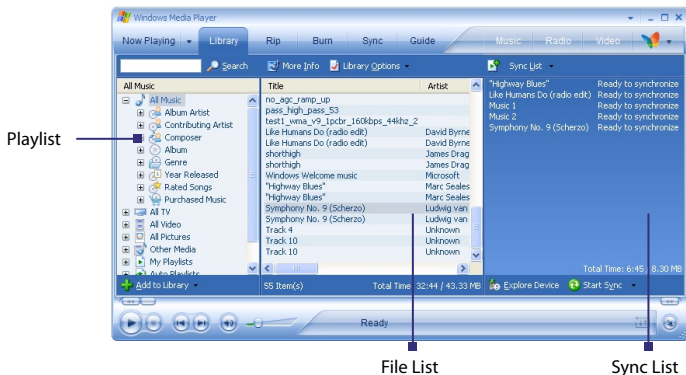 Windows Media Player
Now Playing Library Rip Burn Sync Guide Music Radio Video
Search More Info Library Options Sync List
All Music
All Music
Album Artist
Contributing Artist
Composer
Album
Genre
Year Released
Rated Songs
Purchased Music
All TV
All Video
All Pictures
Other Media
My Playlists
Auto Playlists
Add to Library
Title Artist
no_agc_ramp_up
pass_high_pass_53
test1_wma_v9_1pcbr_160kbps_44khz_2
Like Humans Do (radio edit) David Byrne
Like Humans Do (radio edit) David Byrne
shorthigh James Drag
shorthigh James Drag
Windows Welcome music Microsoft
"Highway Blues" Marc Seales
"Highway Blues" Marc Seales
Symphony No. 9 (Scherzo) Ludwig van
Symphony No. 9 (Scherzo) Ludwig van
Track 4 Unknown
Track 10 Unknown
Track 10 Unknown
55 Item(s) Total Time: 32:44 / 43.33 MB
"Highway Blues" Ready to synchronize
Like Humans Do (radio edit) Ready to synchronize
Music 1 Ready to synchronize
Music 2 Ready to synchronize
Symphony No. 9 (Scherzo) Ready to synchronize
Total Time: 6:45 / 8.30 MB
Explore Device Start Sync
Ready
Playlist
File List
Sync List